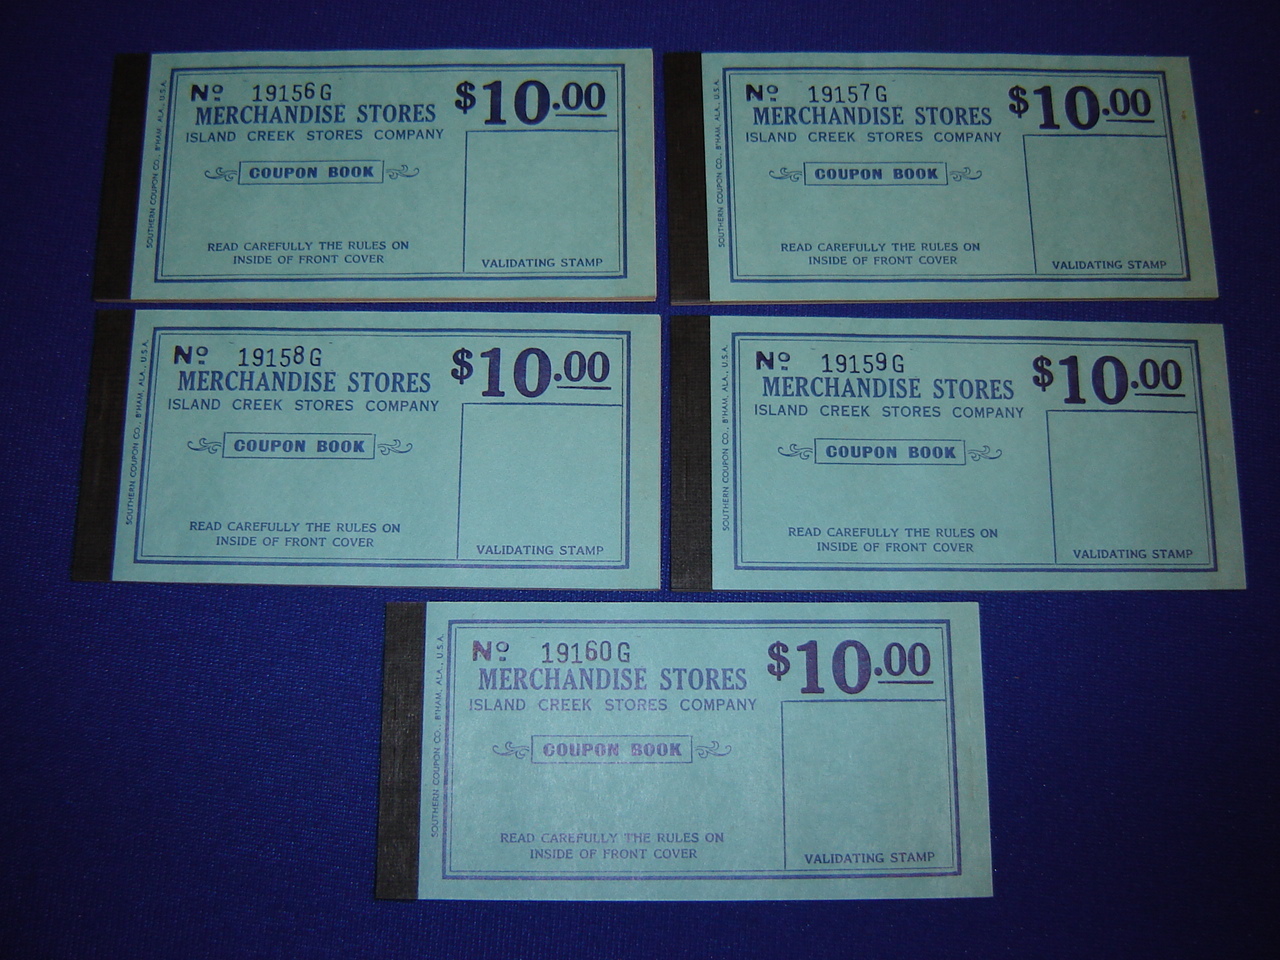 SOUTHERN COUPON CO., B'HAM, ALA., U.S.A.
No 19156 G
$10.00
MERCHANDISE STORES
ISLAND CREEK STORES COMPANY
COUPON BOOK
READ CAREFULLY THE RULES ON
INSIDE OF FRONT COVER
VALIDATING STAMP
SOUTHERN COUPON CO., B'HAM, ALA., U.S.A.
No 19157 G
$10.00
MERCHANDISE STORES
ISLAND CREEK STORES COMPANY
COUPON BOOK
READ CAREFULLY THE RULES ON
INSIDE OF FRONT COVER
VALIDATING STAMP
SOUTHERN COUPON CO., B'HAM, ALA., U.S.A.
No 19158 G
$10.00
MERCHANDISE STORES
ISLAND CREEK STORES COMPANY
COUPON BOOK
READ CAREFULLY THE RULES ON
INSIDE OF FRONT COVER
VALIDATING STAMP
SOUTHERN COUPON CO., B'HAM, ALA., U.S.A.
No 19159 G
$10.00
MERCHANDISE STORES
ISLAND CREEK STORES COMPANY
COUPON BOOK
READ CAREFULLY THE RULES ON
INSIDE OF FRONT COVER
VALIDATING STAMP
SOUTHERN COUPON CO., B'HAM, ALA., U.S.A.
No 19160 G
$10.00
MERCHANDISE STORES
ISLAND CREEK STORES COMPANY
COUPON BOOK
READ CAREFULLY THE RULES ON
INSIDE OF FRONT COVER
VALIDATING STAMP